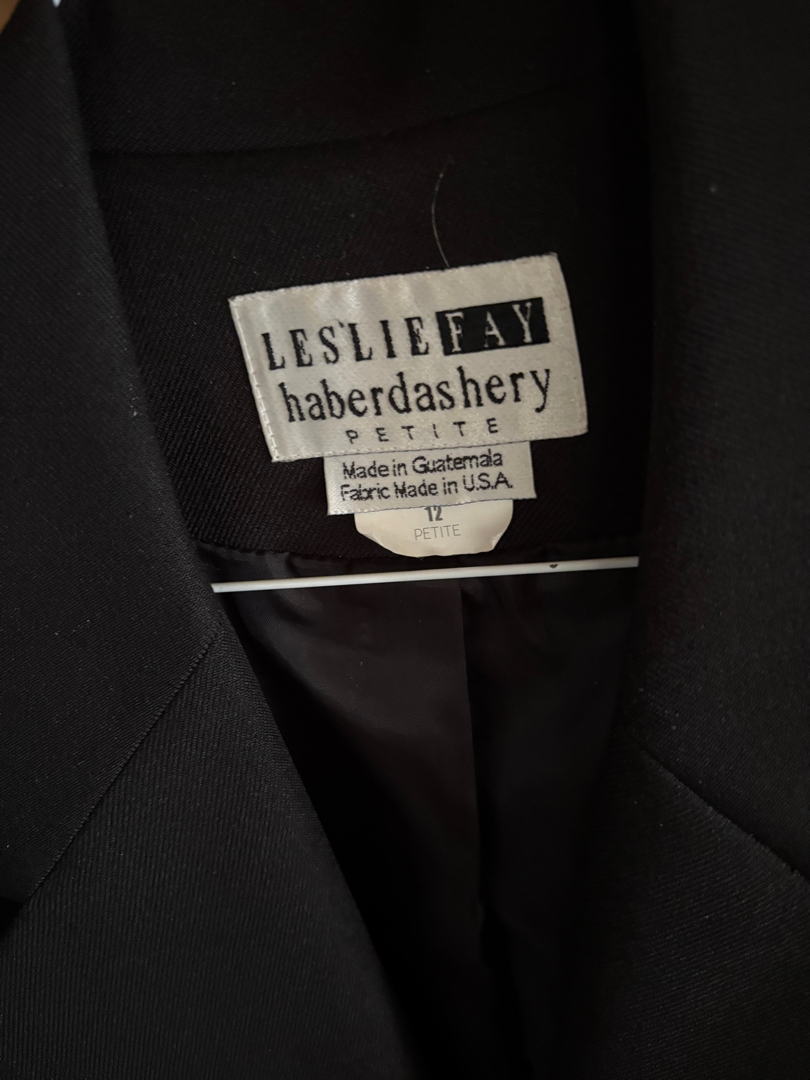 LESLIE FAY
haberdashery
PETITE
Made in Guatemala
Fabric Made in U.S.A.
12
PETITE